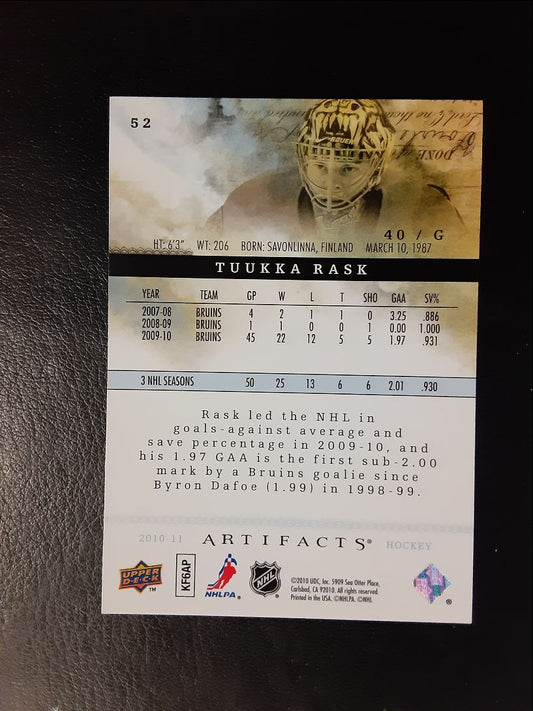 52
BAUER
40 / G
HT: 6'3" WT: 206 BORN: SAVONLINNA, FINLAND MARCH 10, 1987
TUUKKA RASK
YEAR TEAM GP W L T SHO GAA SV%
2007-08 BRUINS 4 2 1 1 0 3.25 .886
2008-09 BRUINS 1 1 0 0 1 0.00 1.000
2009-10 BRUINS 45 22 12 5 5 1.97 .931
3 NHL SEASONS 50 25 13 6 6 2.01 .930
Rask led the NHL in
goals-against average and
save percentage in 2009-10, and
his 1.97 GAA is the first sub-2.00
mark by a Bruins goalie since
Byron Dafoe (1.99) in 1998-99.
2010-11 ARTIFACTS® HOCKEY
UPPER
D·E·C·K
TM
KF6AP
NHLPA.
NHL
©2010 UDC, Inc. 5909 Sea Otter Place,
Carlsbad, CA 92010. All rights reserved.
Printed in the USA. ©NHLPA. ©NHL
®